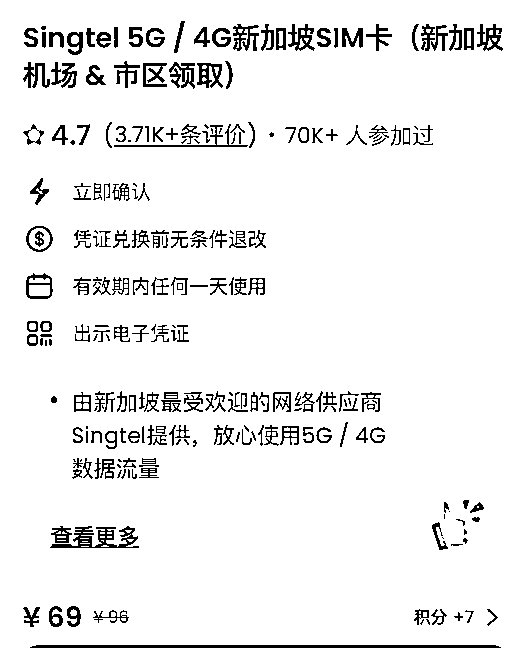 Singtel 5G / 4G新加坡SIM卡（新加坡
机场 & 市区领取）
4.7（3.71K+条评价）・70K+ 人参加过
立即确认
凭证兑换前无条件退改
有效期内任何一天使用
出示电子凭证
• 由新加坡最受欢迎的网络供应商
Singtel提供，放心使用5G / 4G
数据流量
查看更多
¥ 69 ¥ 96 积分 +7